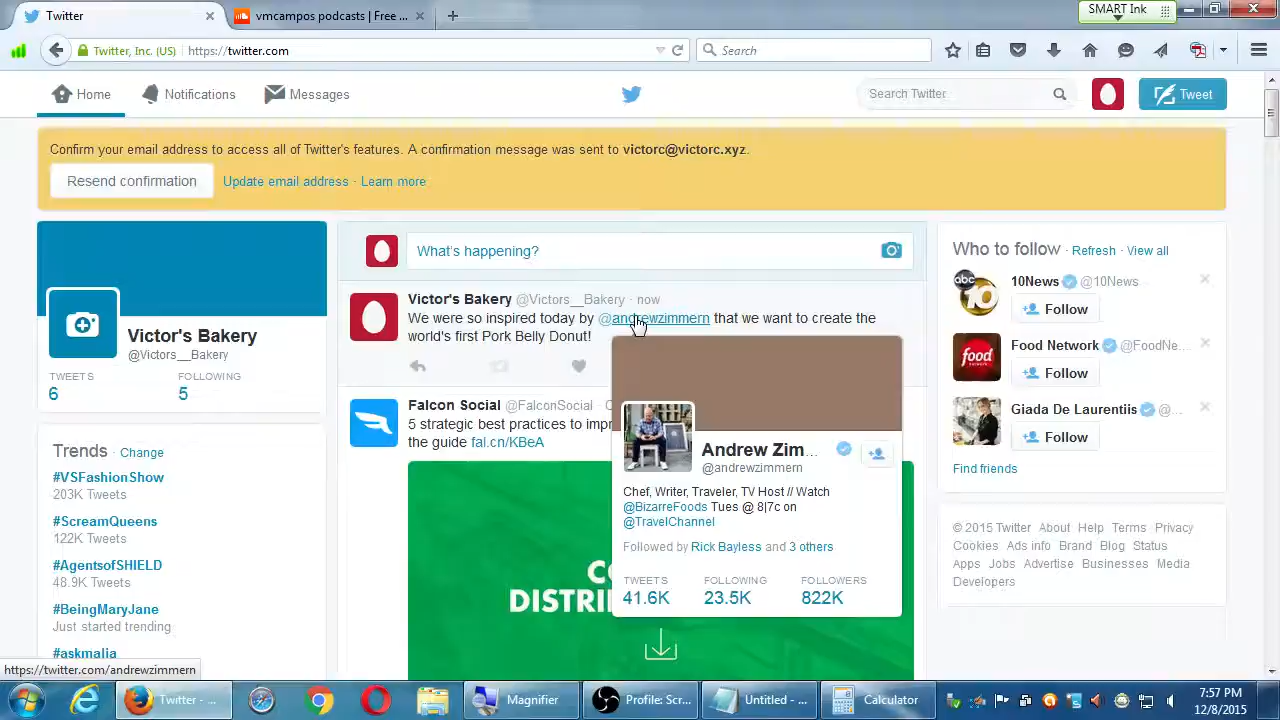 Twitter
vmcampos podcasts | Free ...
SMART Ink
Twitter, Inc. (US)
https://twitter.com
Search
Home
Notifications
Messages
Search Twitter
Tweet
Confirm your email address to access all of Twitter's features. A confirmation message was sent to victorc@victorc.xyz.
Resend confirmation
Update email address · Learn more
Victor's Bakery
@Victors__Bakery
TWEETS
FOLLOWING
6
5
Trends · Change
#VSFashionShow
203K Tweets
#ScreamQueens
122K Tweets
#AgentsofSHIELD
48.9K Tweets
#BeingMaryJane
Just started trending
#askmalia
What's happening?
Victor's Bakery @Victors__Bakery · now
We were so inspired today by @andrewzimmern that we want to create the
world's first Pork Belly Donut!
Falcon Social @FalconSocial
5 strategic best practices to
the guide fal.cn/KBeA
Andrew Zim...
@andrewzimmern
Chef, Writer, Traveler, TV Host // Watch
@BizarreFoods Tues @ 8|7c on
@TravelChannel
Followed by Rick Bayless and 3 others
TWEETS
FOLLOWING
FOLLOWERS
41.6K
23.5K
822K
Who to follow · Refresh · View all
abc
10
10News @10News
Follow
food
network
Food Network @FoodNe...
Follow
Giada De Laurentiis @...
Follow
Find friends
© 2015 Twitter About Help Terms Privacy
Cookies Ads info Brand Blog Status
Apps Jobs Advertise Businesses Media
Developers
https://twitter.com/andrewzimmern
Twitter - ...
Magnifier
Profile: Scr...
Untitled - ...
Calculator
7:57 PM
12/8/2015